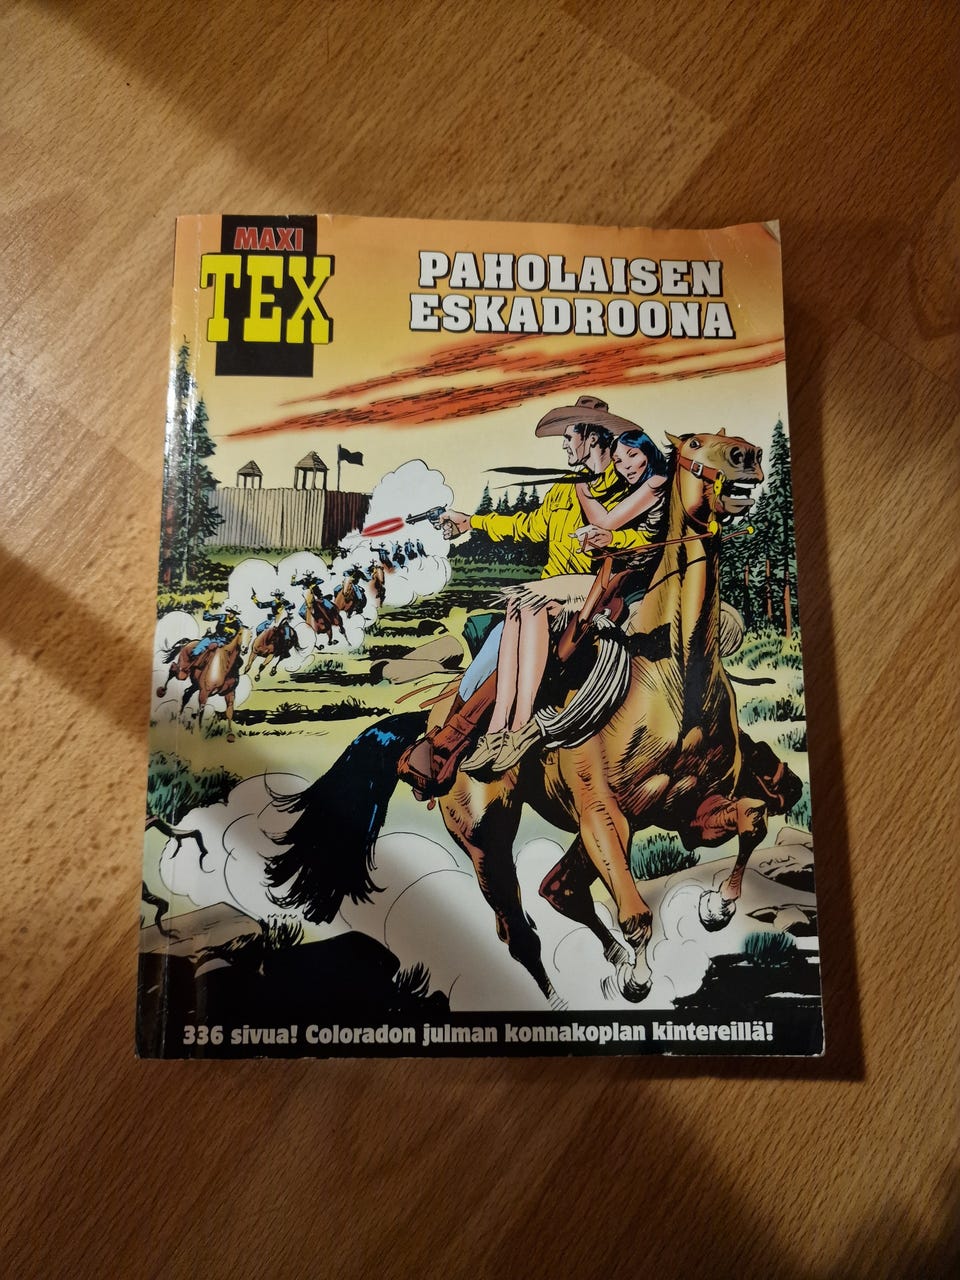 MAXI
TEX
PAHOLAISEN
ESKADROONA
336 sivua! Coloradon julman konnakoplan kintereillä!